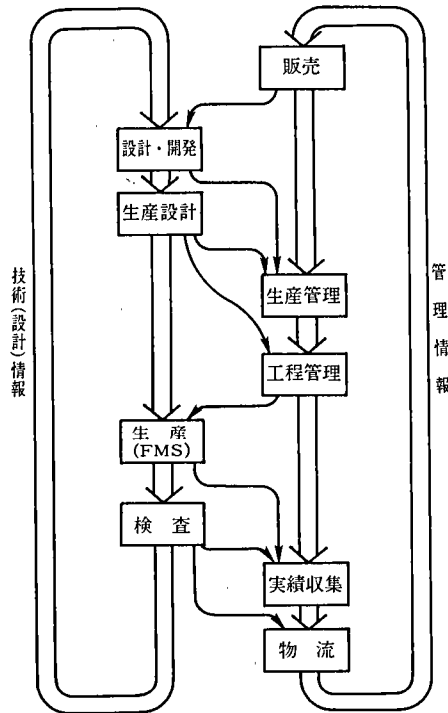 販売
設計・開発
生産設計
生産管理
工程管理
生 産
(FMS)
検 査
実績収集
物 流
技術(設計)情報
管理情報